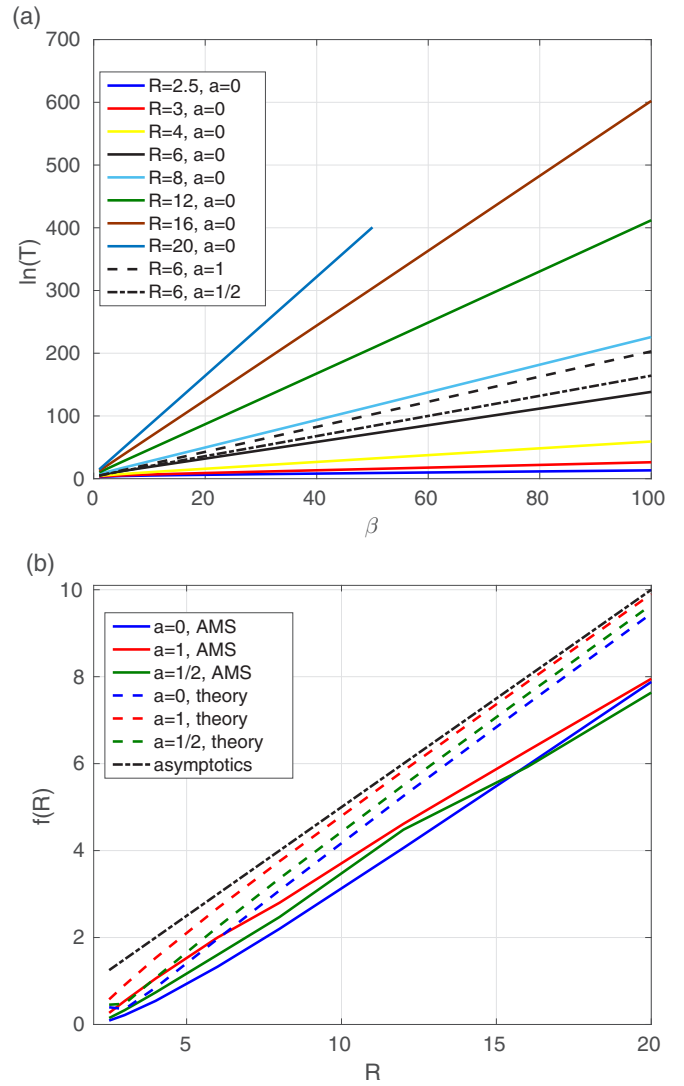 (a)
700
600
500
400
300
200
100
0
ln(T)
R=2.5, a=0
R=3, a=0
R=4, a=0
R=6, a=0
R=8, a=0
R=12, a=0
R=16, a=0
R=20, a=0
R=6, a=1
R=6, a=1/2
0 20 40 60 80 100
β
(b)
10
8
6
4
2
0
f(R)
a=0, AMS
a=1, AMS
a=1/2, AMS
a=0, theory
a=1, theory
a=1/2, theory
asymptotics
5 10 15 20
R